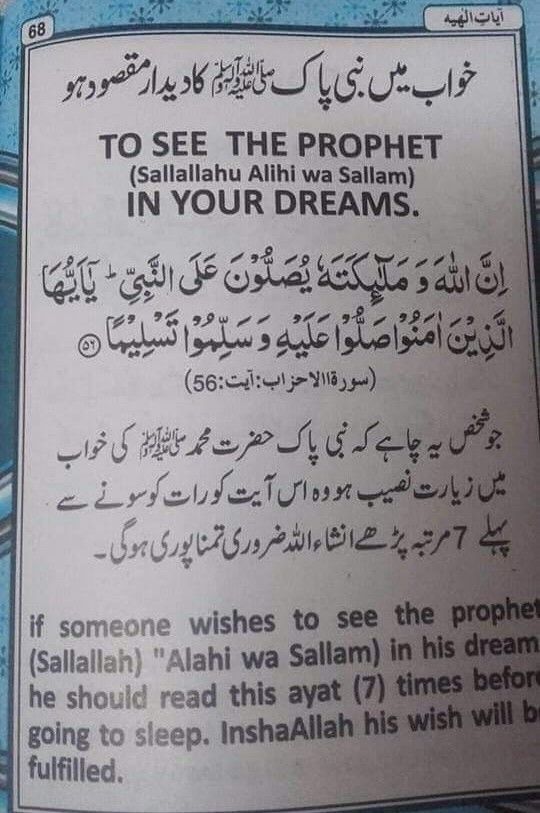 68
آیاتِ الٰہیہ
خواب میں نبی پاک ﷺ کا دیدار مقصود ہو
TO SEE THE PROPHET
(Sallallahu Alihi wa Sallam)
IN YOUR DREAMS.
اِنَّ اللّٰهَ وَ مَلٰٓىِٕكَتَهٗ یُصَلُّوْنَ عَلَى النَّبِیِّؕ یٰۤاَیُّهَا
الَّذِیْنَ اٰمَنُوْا صَلُّوْا عَلَیْهِ وَ سَلِّمُوْا تَسْلِیْمًا ۝۵۶
(سورۃ الاحزاب:آیت:56)
جو شخص یہ چاہے کہ نبی پاک حضرت محمد ﷺ کی خواب
میں زیارت نصیب ہو وہ اس آیت کو رات کو سونے سے
پہلے 7 مرتبہ پڑھے انشاء اللہ ضروری تمنا پوری ہوگی۔
if someone wishes to see the prophet
(Sallallah) "Alahi wa Sallam) in his dream
he should read this ayat (7) times before
going to sleep. InshaAllah his wish will be
fulfilled.